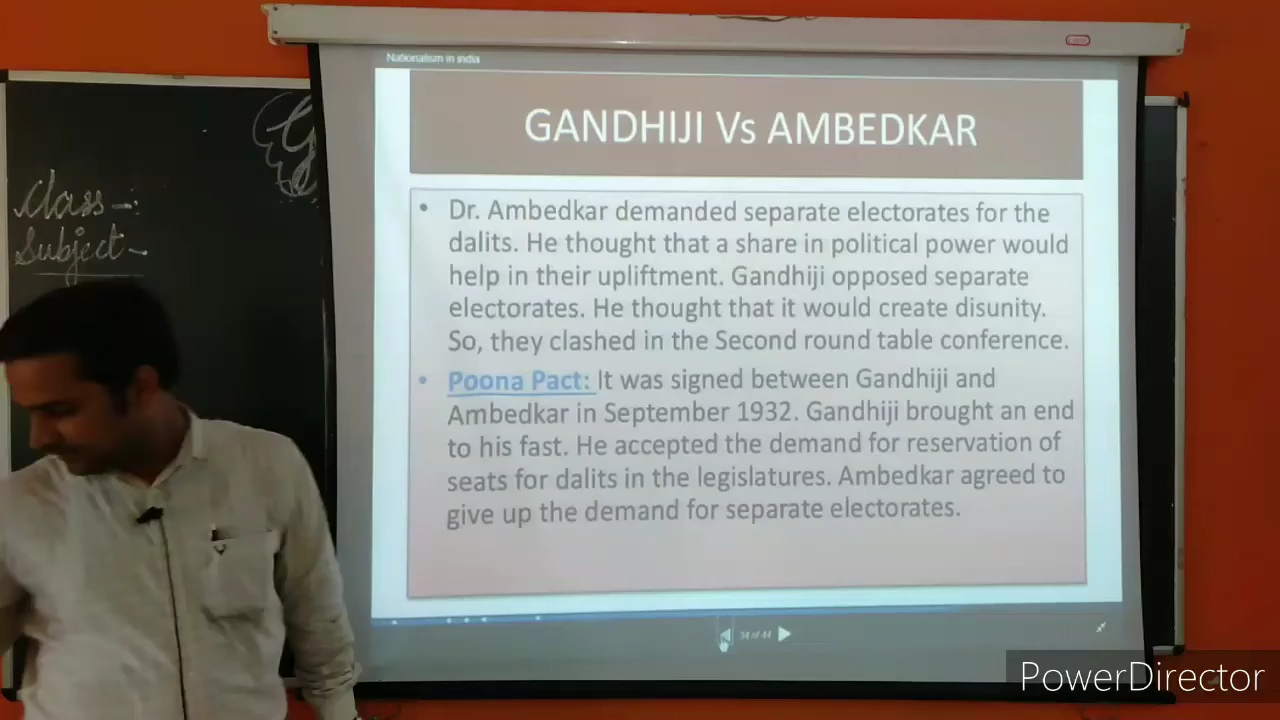 Nationalism in India
GANDHIJI Vs AMBEDKAR
Class -:
Subject -
• Dr. Ambedkar demanded separate electorates for the
dalits. He thought that a share in political power would
help in their upliftment. Gandhiji opposed separate
electorates. He thought that it would create disunity.
So, they clashed in the Second round table conference.
• Poona Pact: It was signed between Gandhiji and
Ambedkar in September 1932. Gandhiji brought an end
to his fast. He accepted the demand for reservation of
seats for dalits in the legislatures. Ambedkar agreed to
give up the demand for separate electorates.
34 of 44
PowerDirector